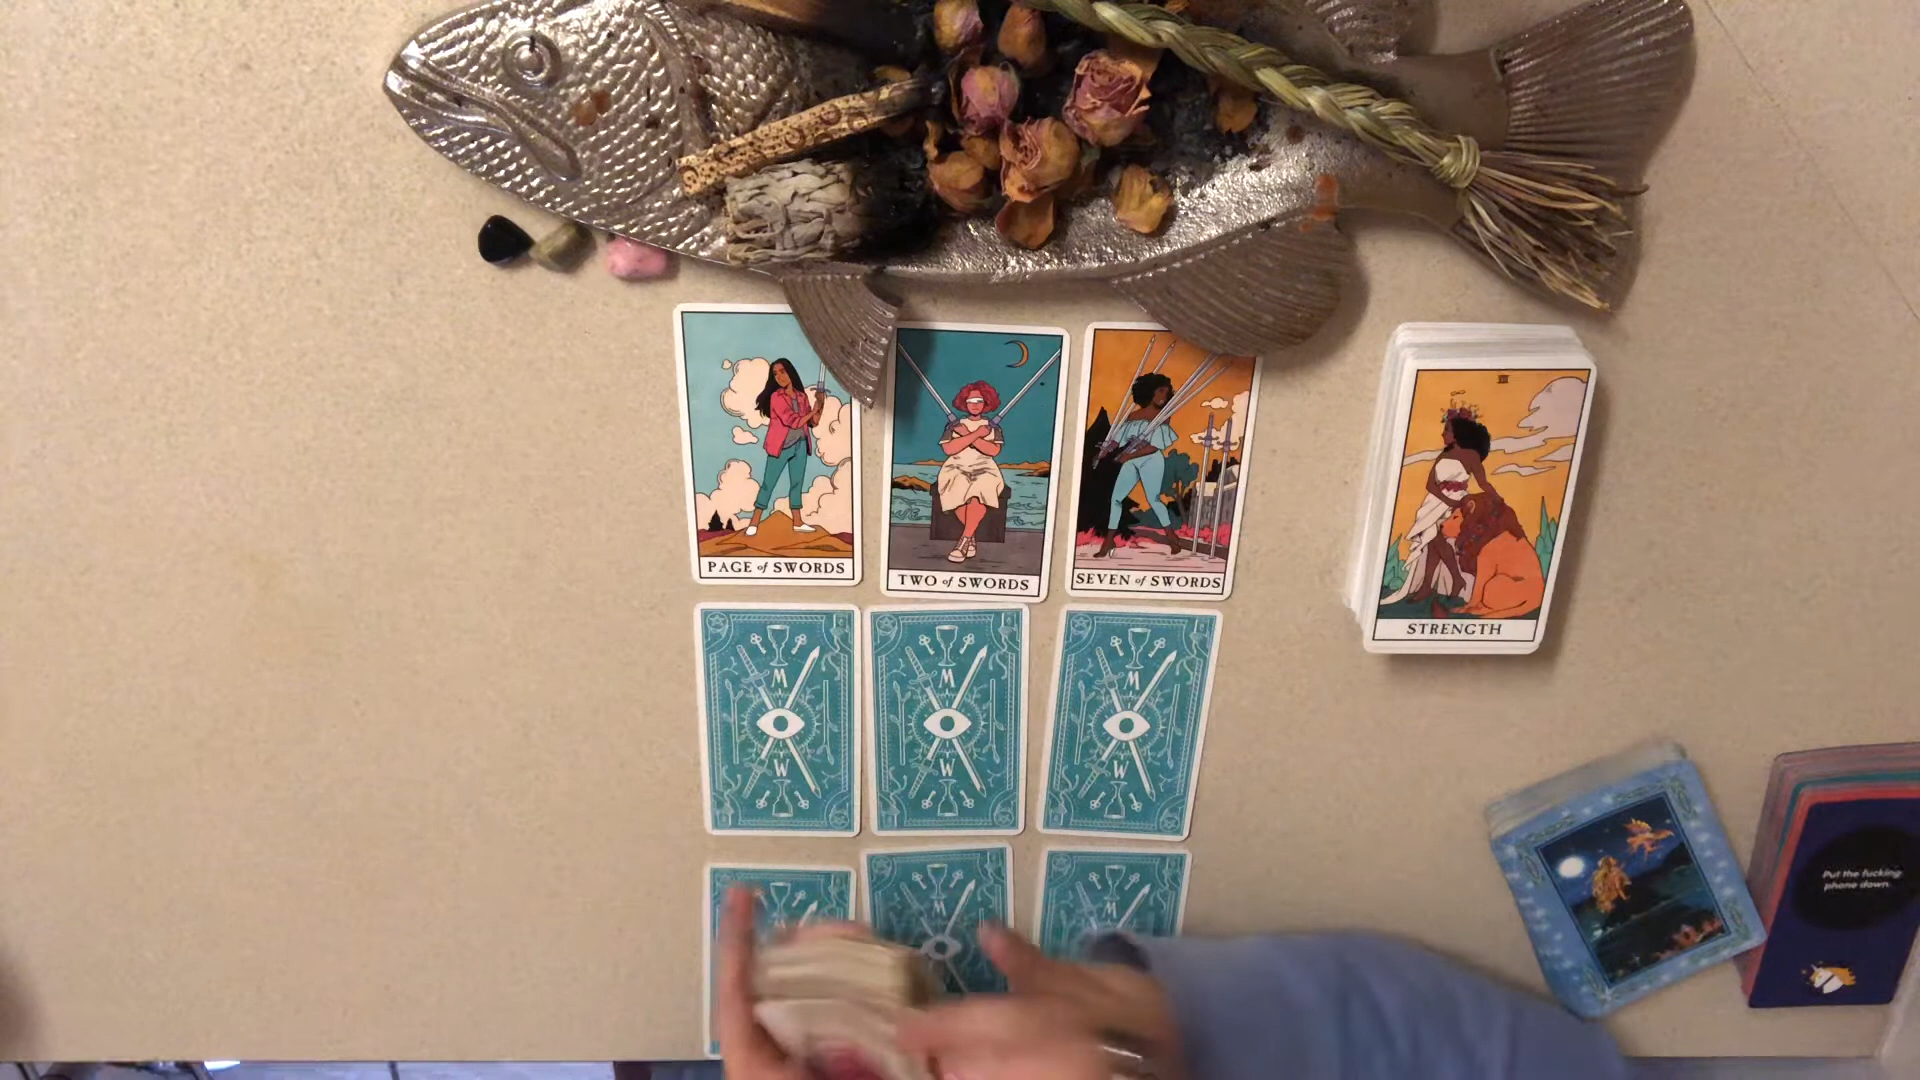 PAGE of SWORDS
TWO of SWORDS
SEVEN of SWORDS
STRENGTH
M
W
M
W
M
W
M
M
M
Put the fucking
phone down.